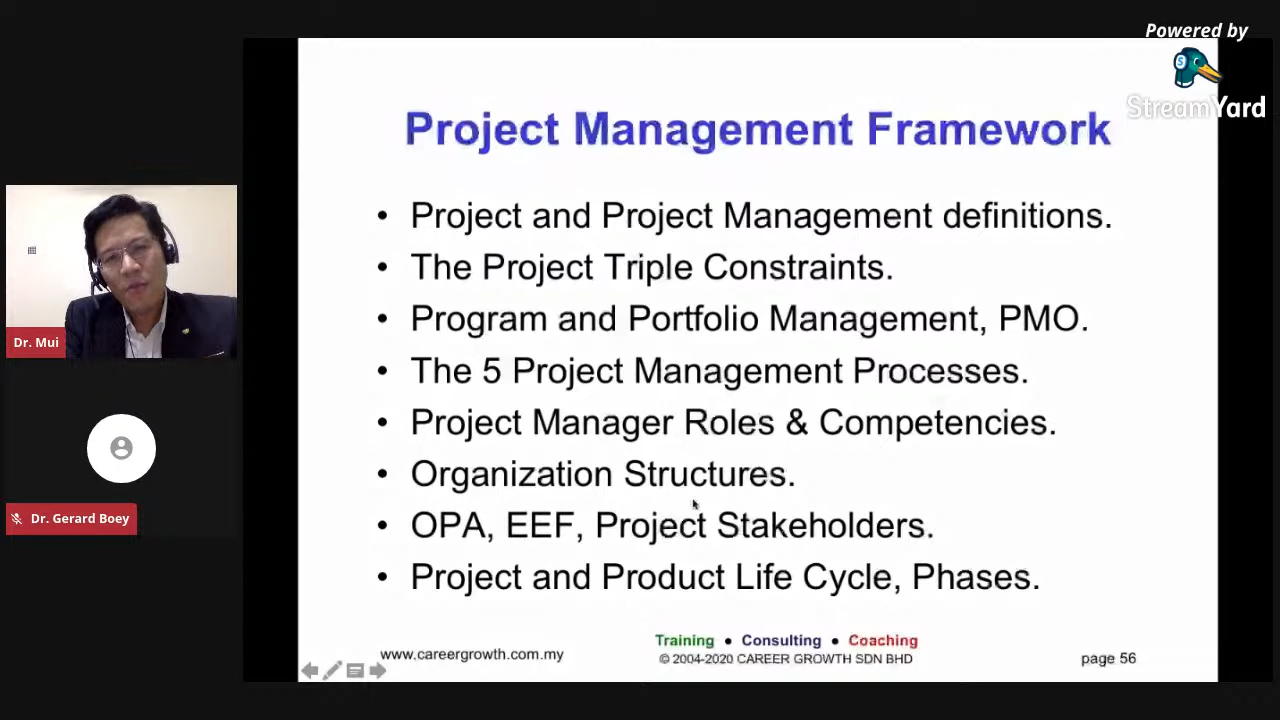 Powered by
StreamYard
Project Management Framework
• Project and Project Management definitions.
• The Project Triple Constraints.
• Program and Portfolio Management, PMO.
• The 5 Project Management Processes.
• Project Manager Roles & Competencies.
• Organization Structures.
• OPA, EEF, Project Stakeholders.
• Project and Product Life Cycle, Phases.
Dr. Mui
Dr. Gerard Boey
Training ● Consulting ● Coaching
www.careergrowth.com.my
© 2004-2020 CAREER GROWTH SDN BHD
page 56